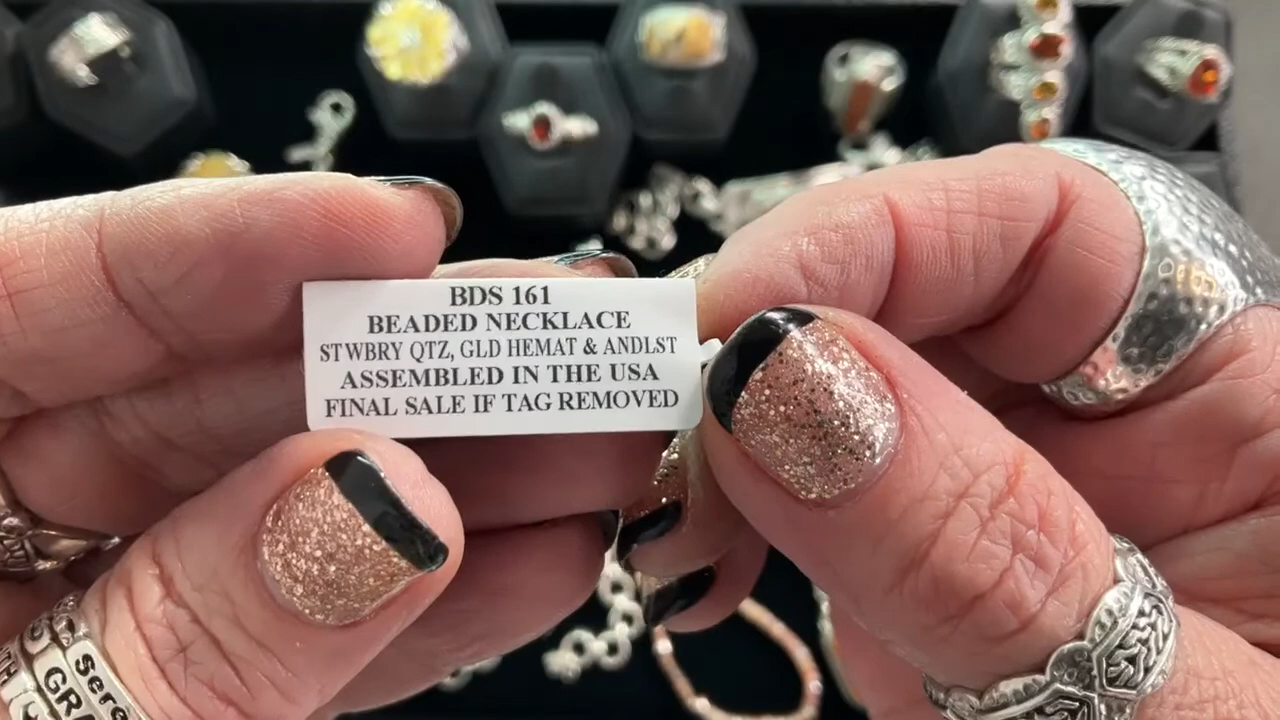 BDS 161
BEADED NECKLACE
STWBRY QTZ, GLD HEMAT & ANDLST
ASSEMBLED IN THE USA
FINAL SALE IF TAG REMOVED